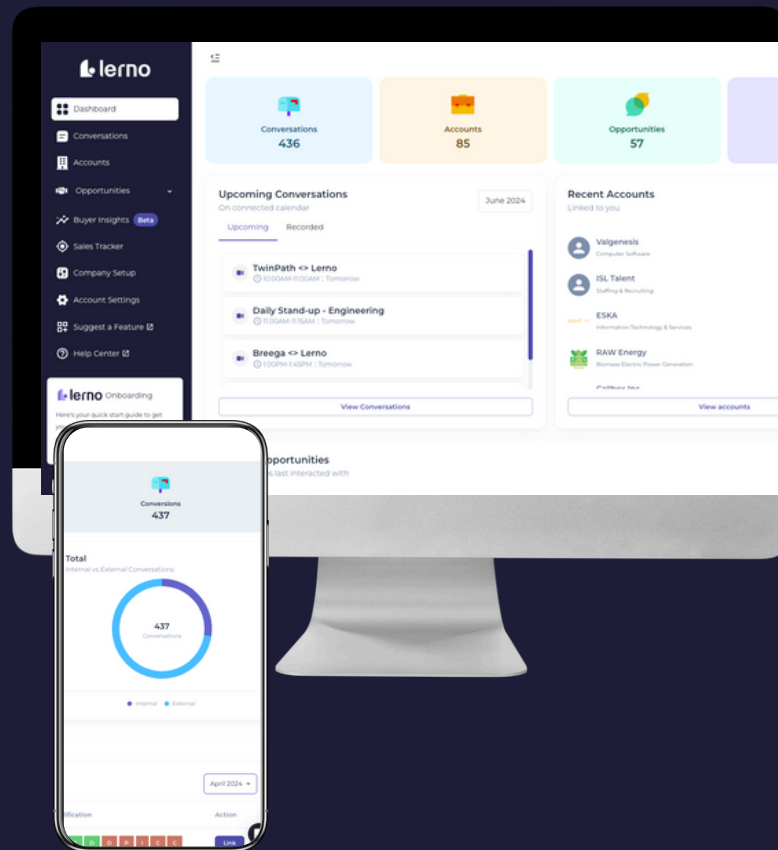 lerno
Dashboard
Conversations
Accounts
Opportunities
Buyer Insights Beta
Sales Tracker
Company Setup
Account Settings
Suggest a Feature
Help Center
lerno Onboarding
Here's your quick start guide to get
Conversations
436
Accounts
85
Opportunities
57
Upcoming Conversations
On connected calendar
June 2024
Upcoming Recorded
TwinPath <> Lerno
10:00AM-11:00AM : Tomorrow
Daily Stand-up - Engineering
11:00AM-11:15AM : Tomorrow
Breega <> Lerno
1:00PM-1:45PM : Tomorrow
View Conversations
Recent Accounts
Linked to you
Valgenesis
Computer Software
ISL Talent
Staffing & Recruiting
ESKA
Information Technology & Services
RAW Energy
Biomass Electric Power Generation
View accounts
pportunities
s last interacted with
Conversions
437
Total
Internal vs External Conversations
437
Conversations
Internal External
April 2024
lification Action
D D P I C C Link